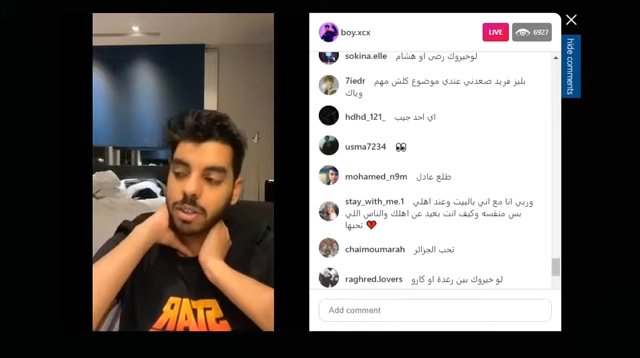 boy.xcx
LIVE
6927
hide comments
sokina.elle لوخيروك رضى او هشام
7iedr بليز فريد صعدني عندي موضوع كلش مهم
وياك
hdhd_121_ اي احد جيب
usma7234 👀
mohamed_n9m طلع عادل
stay_with_me.1 وربي انا مع اني بالبيت وعند اهلي
بس منفسه وكيف انت بعيد عن اهلك والناس اللي
تحبها 💔
chaimoumarah تحب الجزائر
raghred.lovers لو خيروك بين رغدة او كارو
Add comment
STAR